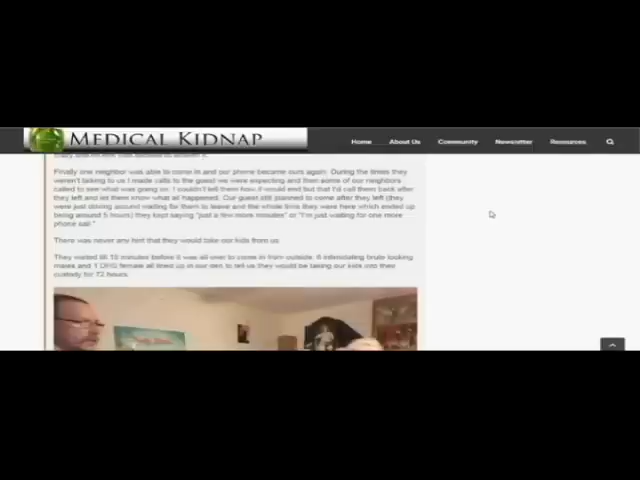 MEDICAL KIDNAP
Home About Us Community Newsletter Resources
Finally one neighbor was able to come in and our phone became ours again. During the times they
weren't talking to us I made calls to the guest we were expecting and then some of our neighbors
called to see what was going on. I couldn't tell them how it would end but that I'd call them back after
they left and let them know what all happened. Our guest still planned to come after they left (they
were just driving around waiting for them to leave and the whole time they were here which ended up
being around 5 hours) they kept saying "just a few more minutes" or "I'm just waiting for one more
phone call."
There was never any hint that they would take our kids from us
They waited till 15 minutes before it was all over to come in from outside. 6 intimidating brute looking
males and 1 DHS female all lined up in our den to tell us they would be taking our kids into their
custody for 72 hours